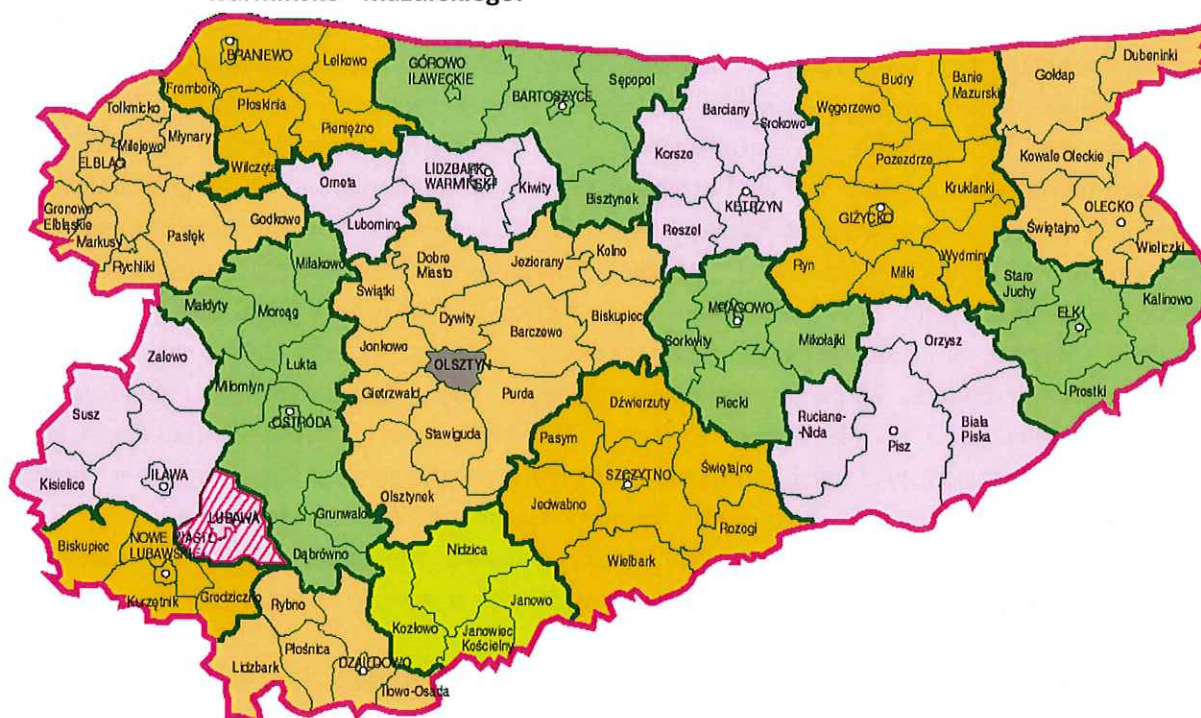 warmińsko - mazurskiego:
BRANIEWO
Lelkowo
Frombork
Płoskinia
Pieniężno
Wilczęta
GÓROWO
IŁAWECKIE
Sępopol
BARTOSZYCE
Bisztynek
Barciany
Srokowo
Korsze
KĘTRZYN
Reszel
Węgorzewo
Budry
Banie
Mazurski
Pozezdrze
Kruklanki
GIŻYCKO
Ryn
Miłki
Wydminy
Gołdap
Dubeninki
Kowale Oleckie
OLECKO
Świętajno
Wieliczki
Tolkmicko
Młynary
Milejewo
ELBLĄG
Gronowo
Elbląskie
Markusy
Pasłęk
Godkowo
Rychliki
Orneta
LIDZBARK
WARMIŃSKI
Kiwity
Lubomino
Miłakowo
Małdyty
Morąg
Łukta
Miłomłyn
OSTRÓDA
Grunwald
Dąbrówno
Dobre
Miasto
Jeziorany
Kolno
Świątki
Dywity
Barczewo
Biskupiec
Jonkowo
OLSZTYN
Gietrzwałd
Purda
Stawiguda
Olsztynek
MRĄGOWO
Sorkwity
Mikołajki
Piecki
Stare
Juchy
Kalinowo
EŁK
Prostki
Orzysz
Ruciane-
-Nida
Pisz
Biała
Piska
Zalewo
Susz
IŁAWA
Kisielice
LUBAWA
Biskupiec
NOWE MIASTO-
LUBAWSKIE
Kurzętnik
Grodziczno
Dźwierzuty
Pasym
SZCZYTNO
Świętajno
Jedwabno
Rozogi
Wielbark
Nidzica
Janowo
Kozłowo
Janowiec
Kościelny
Rybno
Płośnica
Lidzbark
DZAŁDOWO
Iłowo-Osada